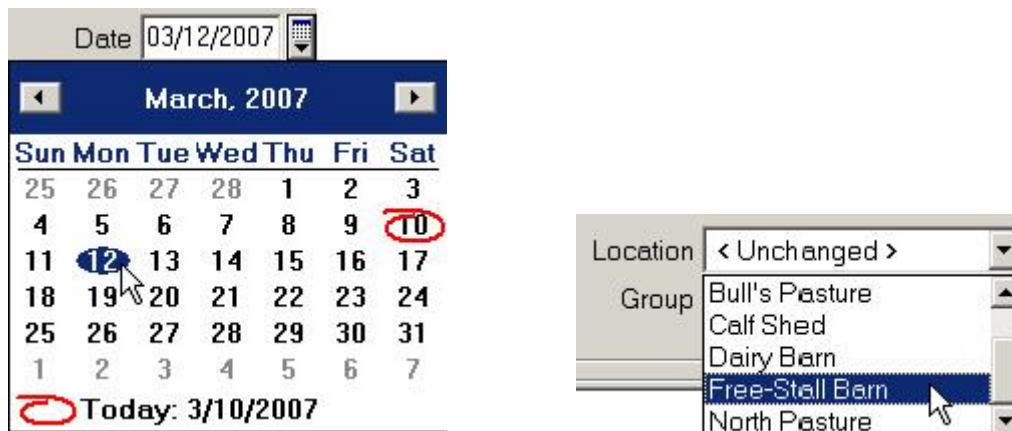 Date 03/12/2007
March, 2007
Sun Mon Tue Wed Thu Fri Sat
25 26 27 28 1 2 3
4 5 6 7 8 9 10
11 12 13 14 15 16 17
18 19 20 21 22 23 24
25 26 27 28 29 30 31
1 2 3 4 5 6 7
Today: 3/10/2007
Location < Unchanged >
Group
Bull's Pasture
Calf Shed
Dairy Barn
Free-Stall Barn
North Pasture